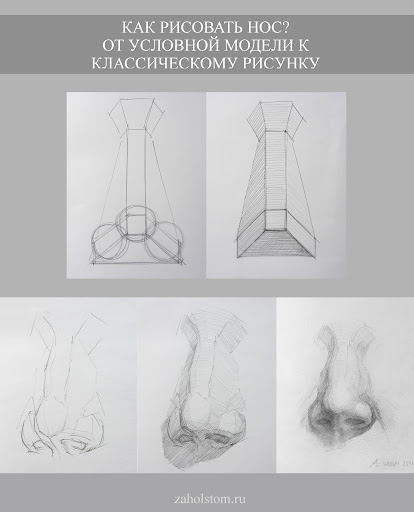 КАК РИСОВАТЬ НОС?
ОТ УСЛОВНОЙ МОДЕЛИ К
КЛАССИЧЕСКОМУ РИСУНКУ
zaholstom.ru